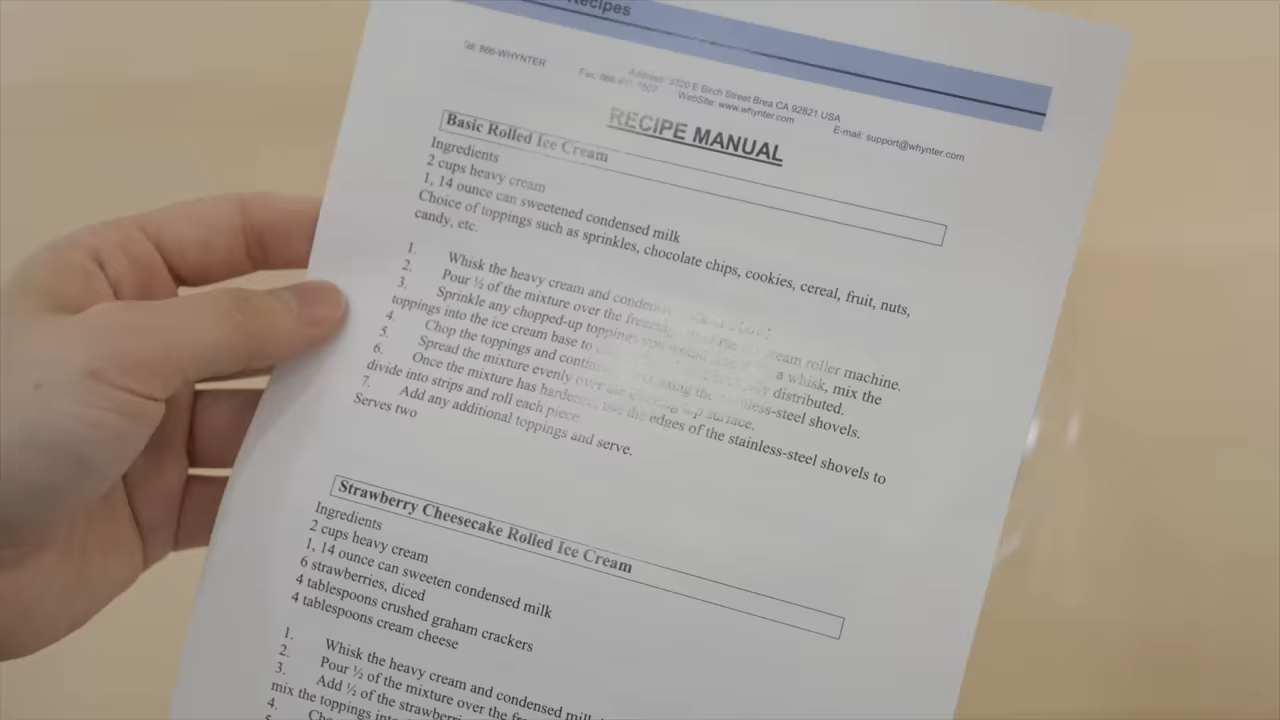 Recipes
Address: 3320 E Birch Street Brea CA 92821 USA
Tel: 866-WHYNTER
WebSite: www.whynter.com
E-mail: support@whynter.com
RECIPE MANUAL
Basic Rolled Ice Cream
Ingredients
2 cups heavy cream
1, 14 ounce can sweetened condensed milk
Choice of toppings such as sprinkles, chocolate chips, cookies, cereal, fruit, nuts,
candy, etc.
1. Whisk the heavy cream and
2. Pour ½ of the mixture over the cream roller machine.
3. Sprinkle any chopped-up toppings you a whisk, mix the
toppings into the ice cream base to distributed.
4. Chop the toppings and using the shovels.
5. Spread the mixture evenly over surface.
6. Once the mixture has use the edges of the stainless-steel shovels to
divide into strips and roll each piece.
7. Add any additional toppings and serve.
Serves two
Strawberry Cheesecake Rolled Ice Cream
Ingredients
2 cups heavy cream
1, 14 ounce can sweeten condensed milk
6 strawberries, diced
4 tablespoons crushed graham crackers
4 tablespoons cream cheese
1. Whisk the heavy cream and condensed
2. Pour ½ of the mixture over the
3. Add ½ of the
mix the toppings
4.
5.